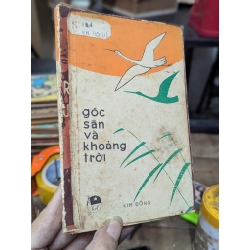 góc
sân
và
khoảng
trời
KIM ĐỒNG